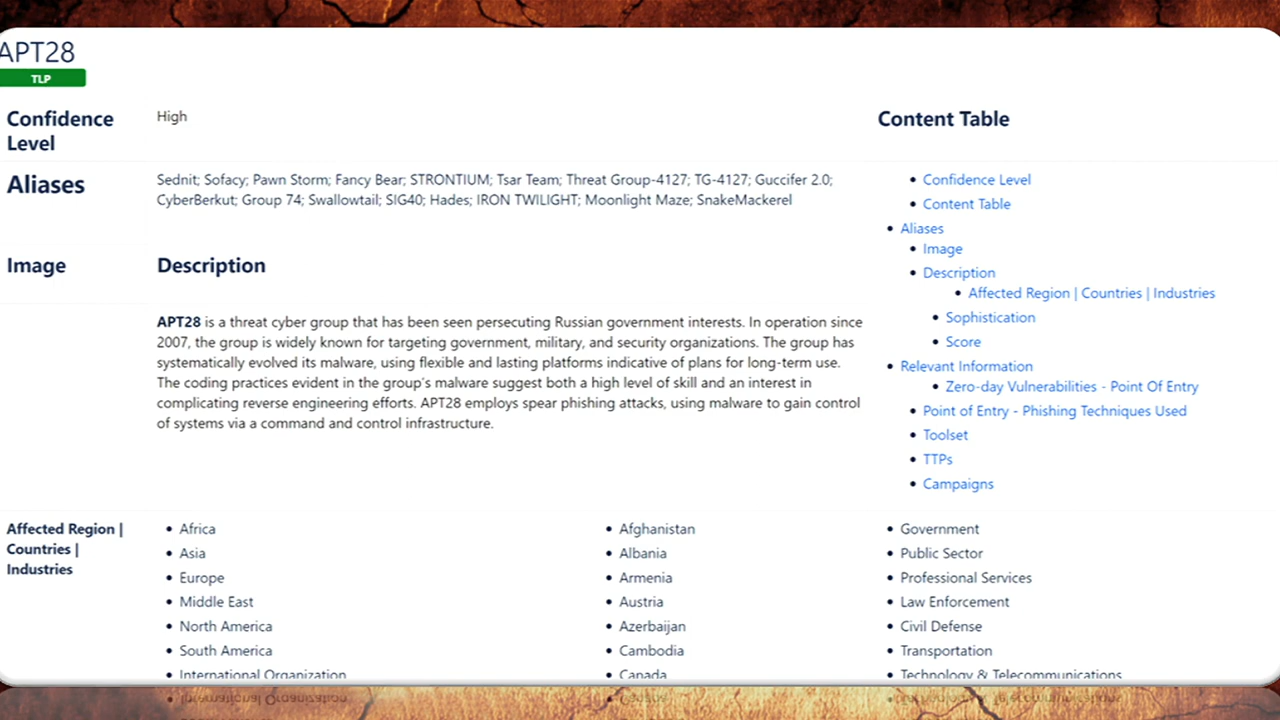 APT28
TLP
Confidence
Level
High
Content Table
Aliases
Sednit; Sofacy; Pawn Storm; Fancy Bear; STRONTIUM; Tsar Team; Threat Group-4127; TG-4127; Guccifer 2.0;
CyberBerkut; Group 74; Swallowtail; SIG40; Hades; IRON TWILIGHT; Moonlight Maze; SnakeMackerel
Image
Description
APT28 is a threat cyber group that has been seen persecuting Russian government interests. In operation since
2007, the group is widely known for targeting government, military, and security organizations. The group has
systematically evolved its malware, using flexible and lasting platforms indicative of plans for long-term use.
The coding practices evident in the group's malware suggest both a high level of skill and an interest in
complicating reverse engineering efforts. APT28 employs spear phishing attacks, using malware to gain control
of systems via a command and control infrastructure.
Confidence Level
Content Table
Aliases
Image
Description
Affected Region | Countries | Industries
Sophistication
Score
Relevant Information
Zero-day Vulnerabilities - Point Of Entry
Point of Entry - Phishing Techniques Used
Toolset
TTPs
Campaigns
Affected Region |
Countries |
Industries
Africa
Asia
Europe
Middle East
North America
South America
International Organization
Afghanistan
Albania
Armenia
Austria
Azerbaijan
Cambodia
Canada
Government
Public Sector
Professional Services
Law Enforcement
Civil Defense
Transportation
Technology & Telecommunications